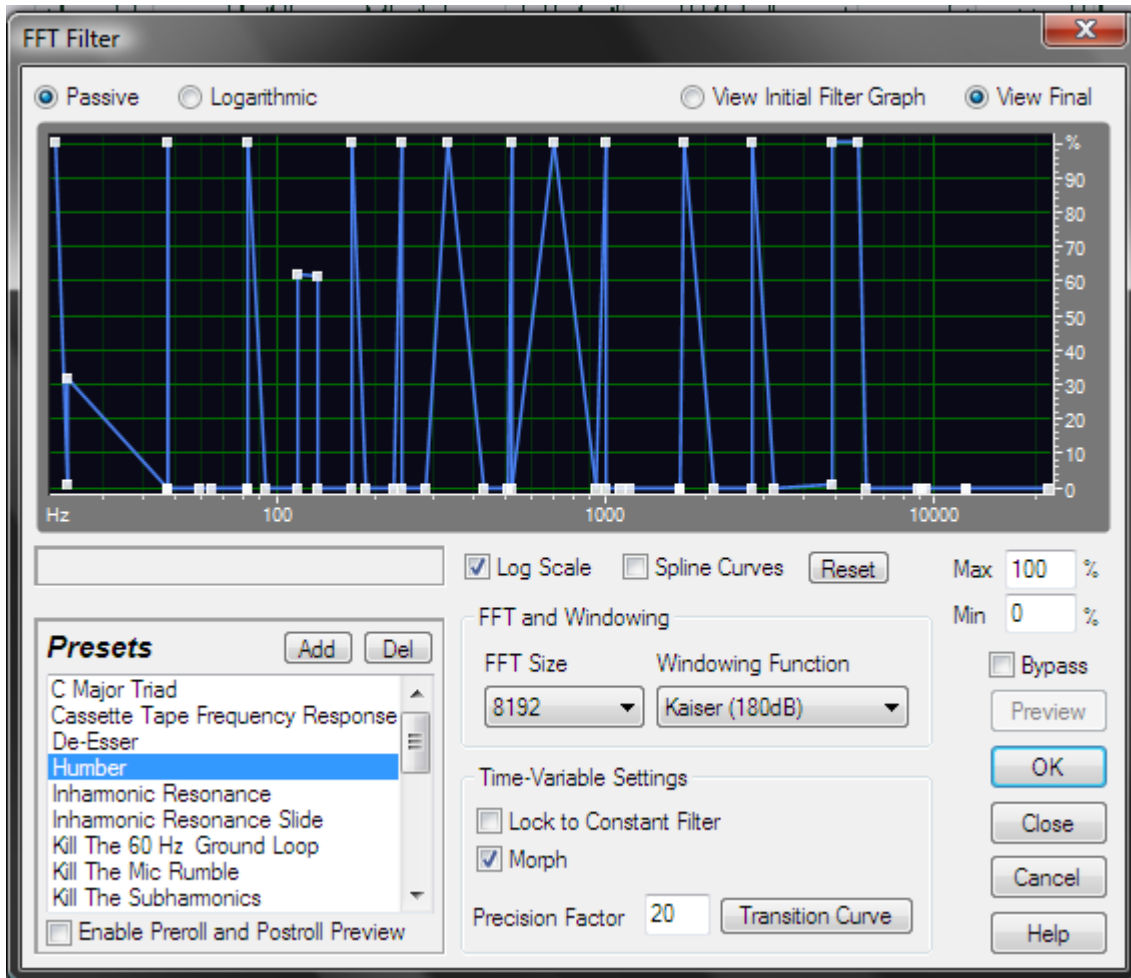 FFT Filter
Passive Logarithmic View Initial Filter Graph View Final
%
90
80
70
60
50
40
30
20
10
0
Hz 100 1000 10000
Log Scale Spline Curves Reset Max 100 %
Min 0 %
FFT and Windowing
Presets Add Del
FFT Size Windowing Function
Bypass
8192 Kaiser (180dB)
Preview
C Major Triad
Cassette Tape Frequency Response
De-Esser
Humber
Inharmonic Resonance
Inharmonic Resonance Slide
Kill The 60 Hz Ground Loop
Kill The Mic Rumble
Kill The Subharmonics
Enable Preroll and Postroll Preview
Time-Variable Settings
Lock to Constant Filter
Morph
Precision Factor 20 Transition Curve
OK
Close
Cancel
Help